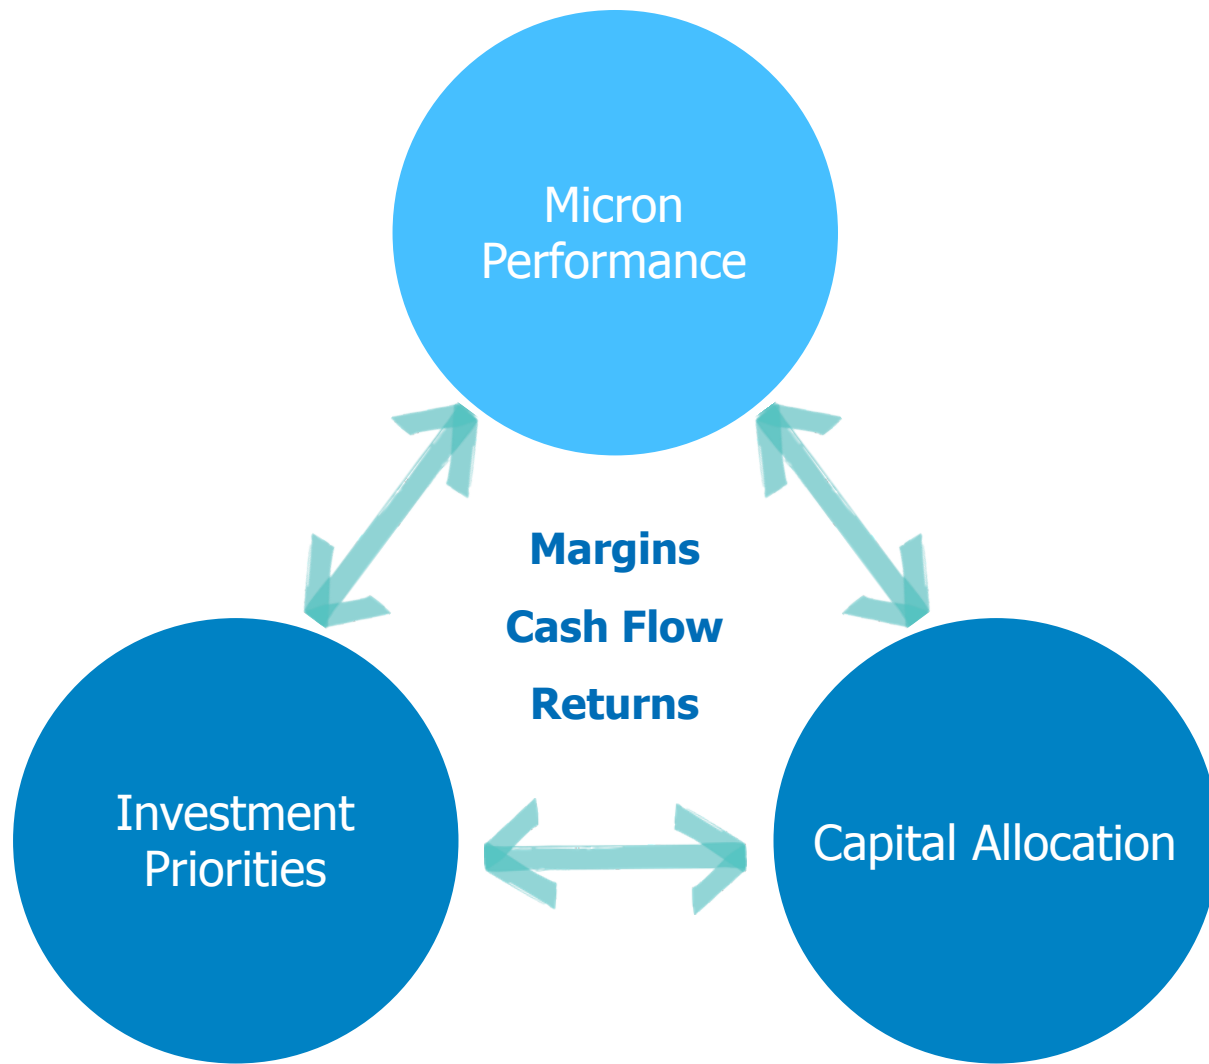 Micron
Performance
Margins
Cash Flow
Returns
Investment
Priorities
Capital Allocation